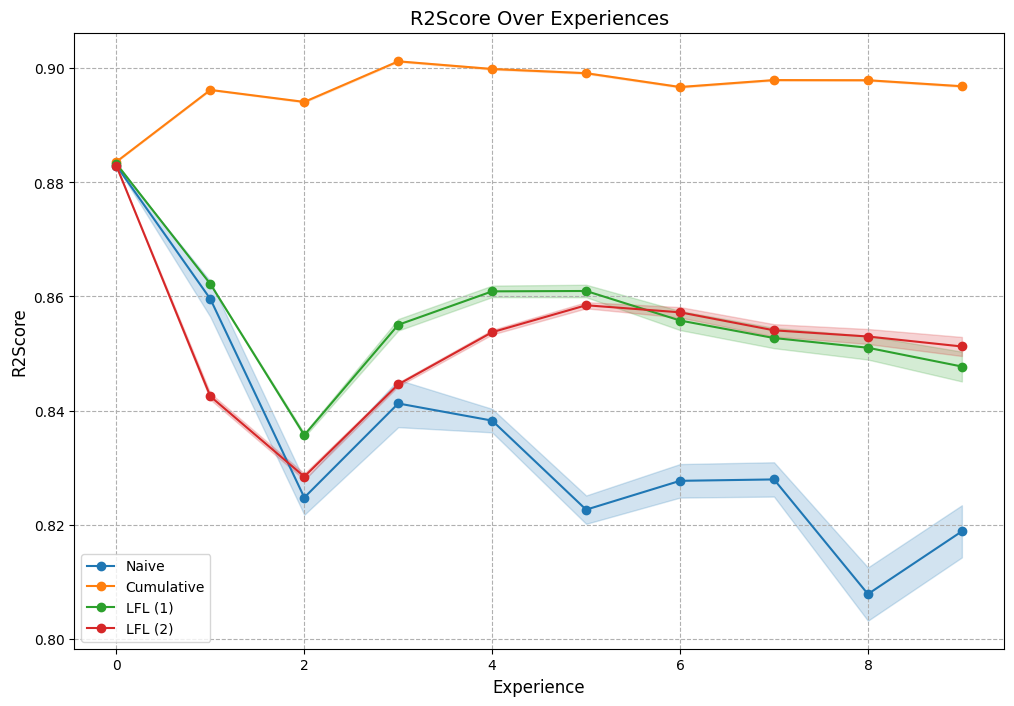 R2Score Over Experiences
R2Score
0.90
0.88
0.86
0.84
0.82
0.80
Naive
Cumulative
LFL (1)
LFL (2)
0 2 4 6 8
Experience